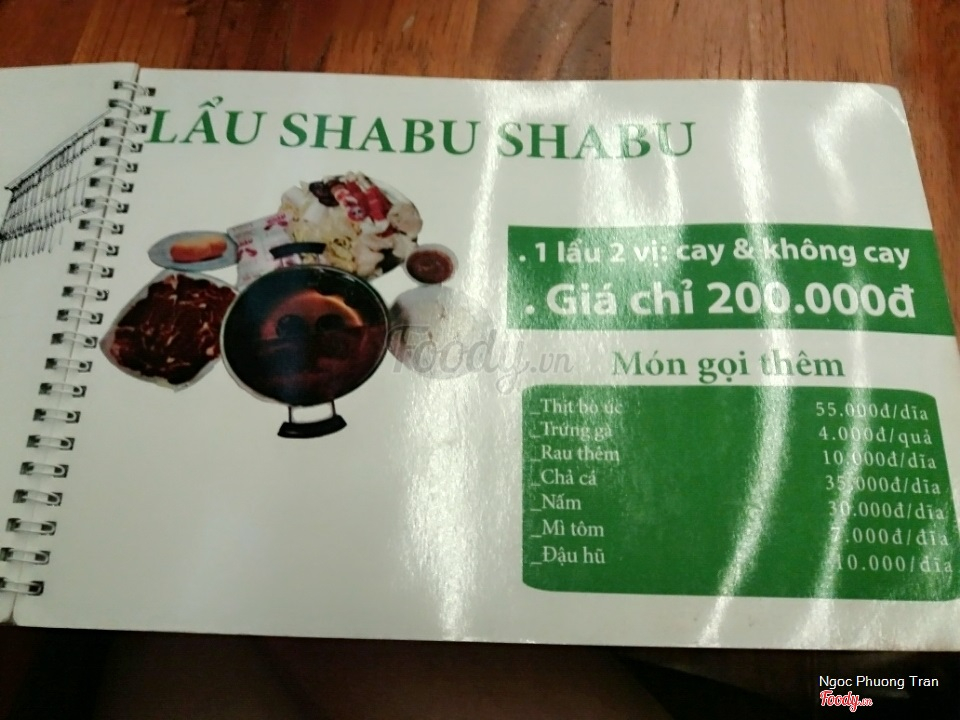 LẨU SHABU SHABU
. 1 lẩu 2 vị: cay & không cay
. Giá chỉ 200.000đ
Món gọi thêm
_Thịt bò úc 55.000đ/dĩa
_Trứng gà 4.000đ/quả
_Rau thêm 10.000đ/dĩa
_Chả cá 35.000đ/dĩa
_Nấm 30.000đ/dĩa
_Mì tôm 7.000đ/dĩa
_Đậu hũ 10.000/dĩa
Foody.vn
Ngoc Phuong Tran
Foody.vn